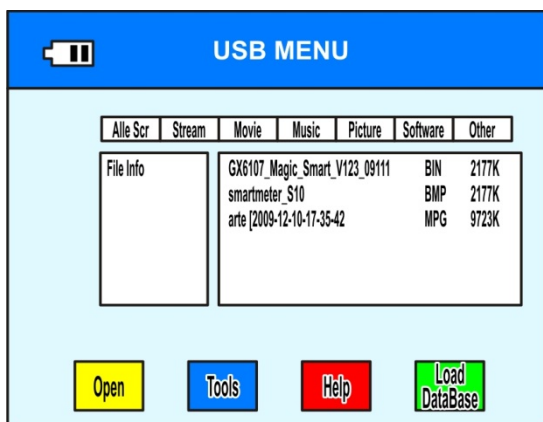 USB MENU
Alle Scr Stream Movie Music Picture Software Other
File Info
GX6107_Magic_Smart_V123_09111 BIN 2177K
smartmeter_S10 BMP 2177K
arte [2009-12-10-17-35-42 MPG 9723K
Open Tools Help Load
DataBase